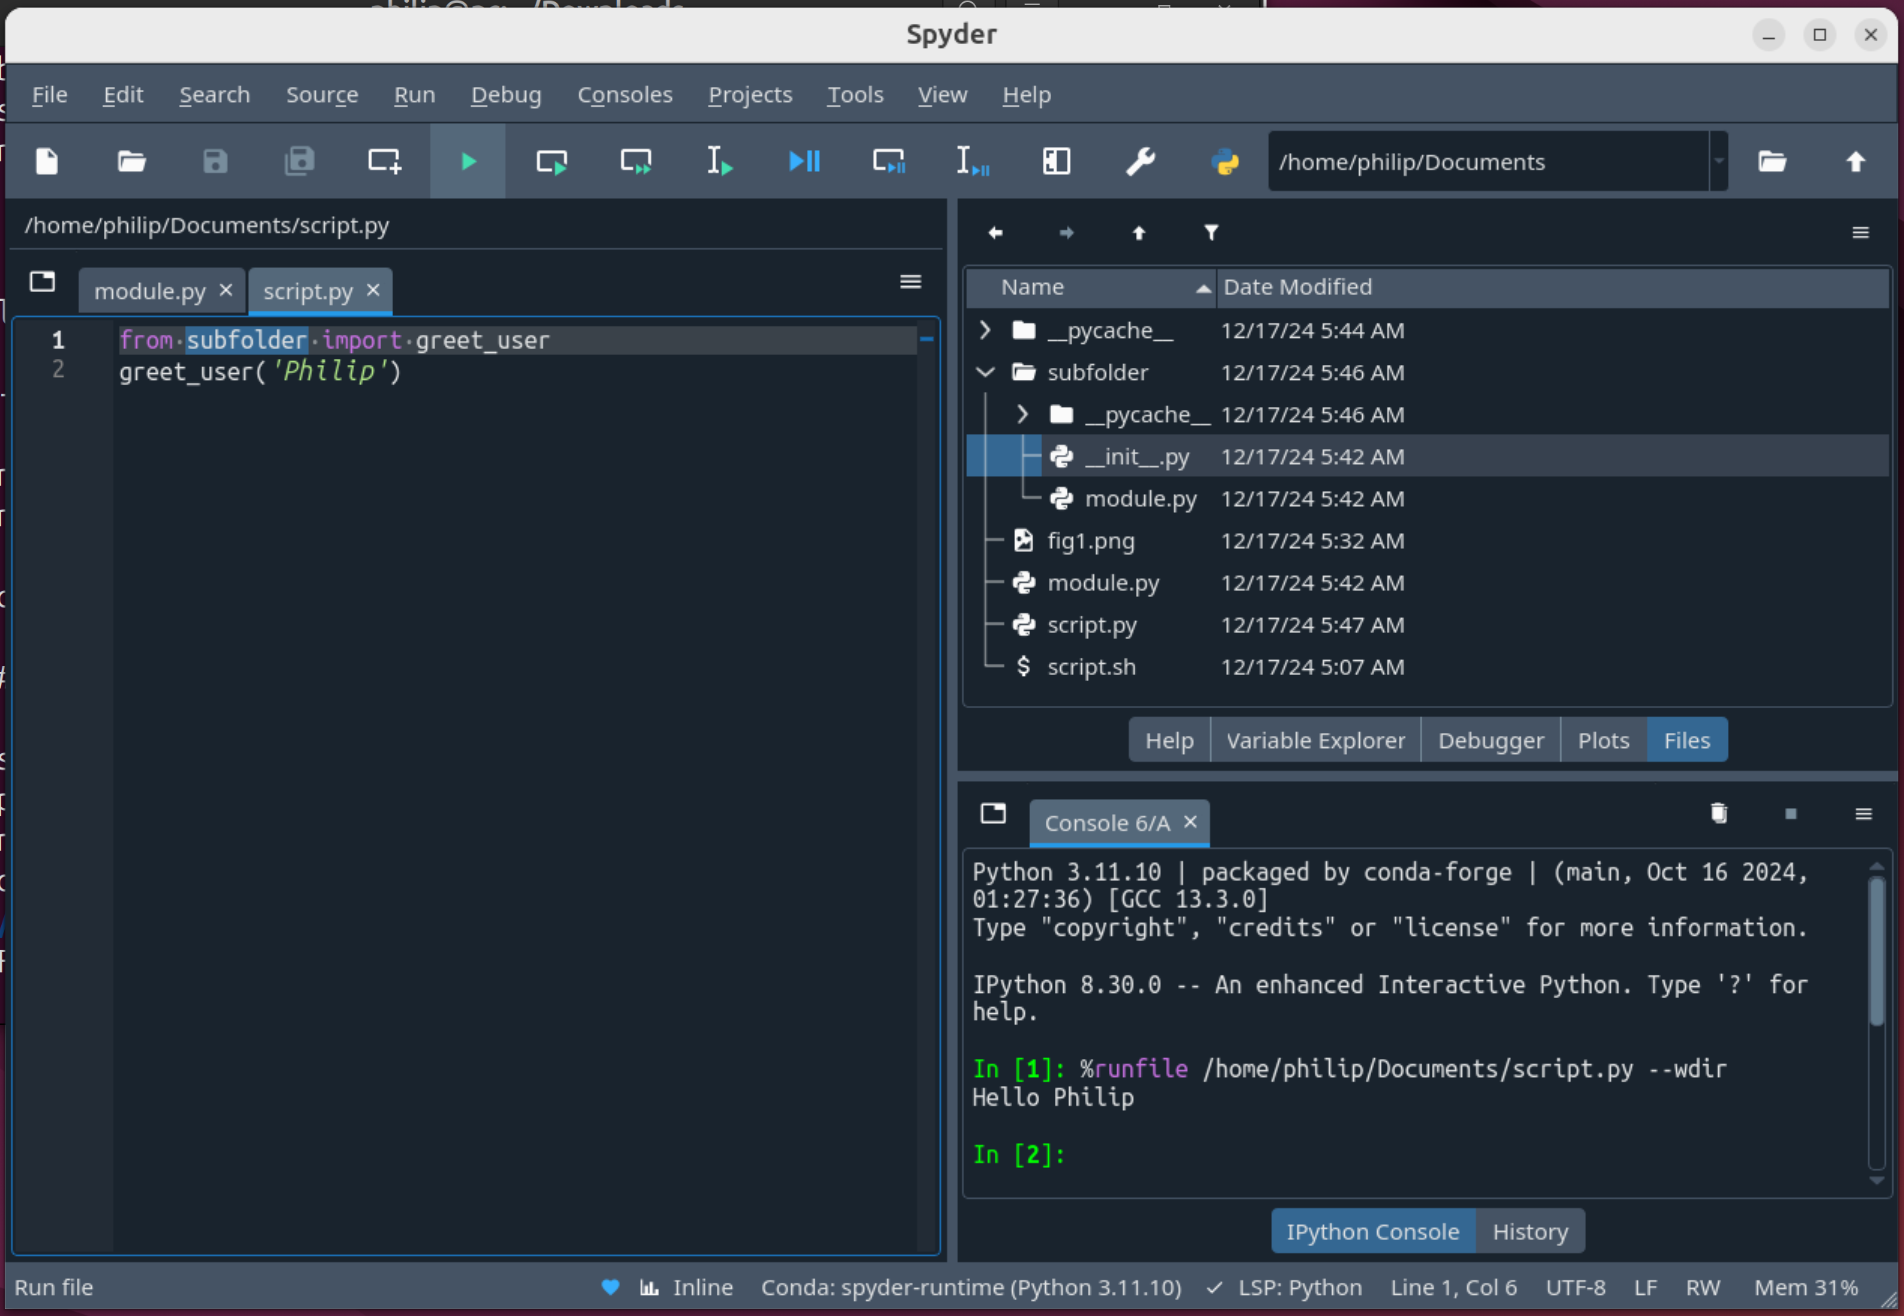 Spyder
File Edit Search Source Run Debug Consoles Projects Tools View Help
/home/philip/Documents
/home/philip/Documents/script.py
module.py
script.py
1 from subfolder import greet_user
2 greet_user('Philip')
Name Date Modified
__pycache__ 12/17/24 5:44 AM
subfolder 12/17/24 5:46 AM
__pycache__ 12/17/24 5:46 AM
__init__.py 12/17/24 5:42 AM
module.py 12/17/24 5:42 AM
fig1.png 12/17/24 5:32 AM
module.py 12/17/24 5:42 AM
script.py 12/17/24 5:47 AM
script.sh 12/17/24 5:07 AM
Help Variable Explorer Debugger Plots Files
Console 6/A
Python 3.11.10 | packaged by conda-forge | (main, Oct 16 2024,
01:27:36) [GCC 13.3.0]
Type "copyright", "credits" or "license" for more information.
IPython 8.30.0 -- An enhanced Interactive Python. Type '?' for
help.
In [1]: %runfile /home/philip/Documents/script.py --wdir
Hello Philip
In [2]:
IPython Console History
Run file Inline Conda: spyder-runtime (Python 3.11.10) ✓ LSP: Python Line 1, Col 6 UTF-8 LF RW Mem 31%